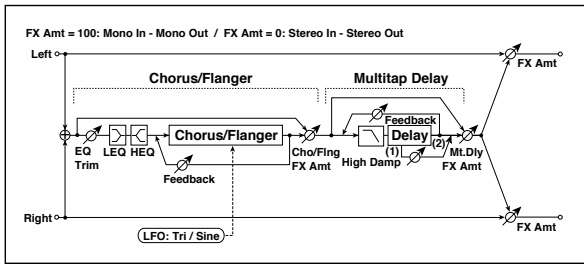 FX Amt = 100: Mono In - Mono Out / FX Amt = 0: Stereo In - Stereo Out
Left
FX Amt
Chorus/Flanger
Multitap Delay
EQ
Trim
LEQ
HEQ
Chorus/Flanger
Feedback
Cho/Flng
FX Amt
Feedback
High Damp
Delay
(1)
(2)
Mt.Dly
FX Amt
Right
FX Amt
LFO: Tri / Sine